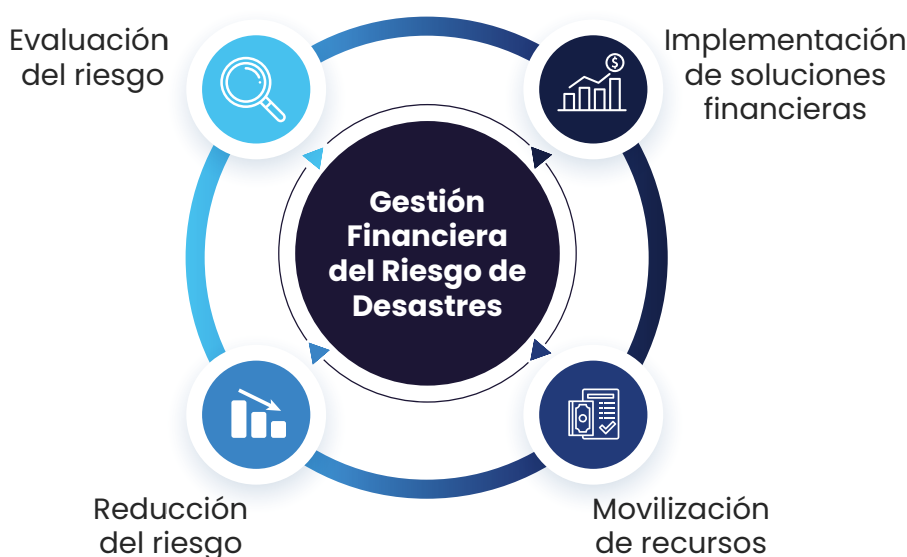 Evaluación
del riesgo
Implementación
de soluciones
financieras
$
Gestión
Financiera
del Riesgo de
Desastres
Reducción
del riesgo
Movilización
de recursos